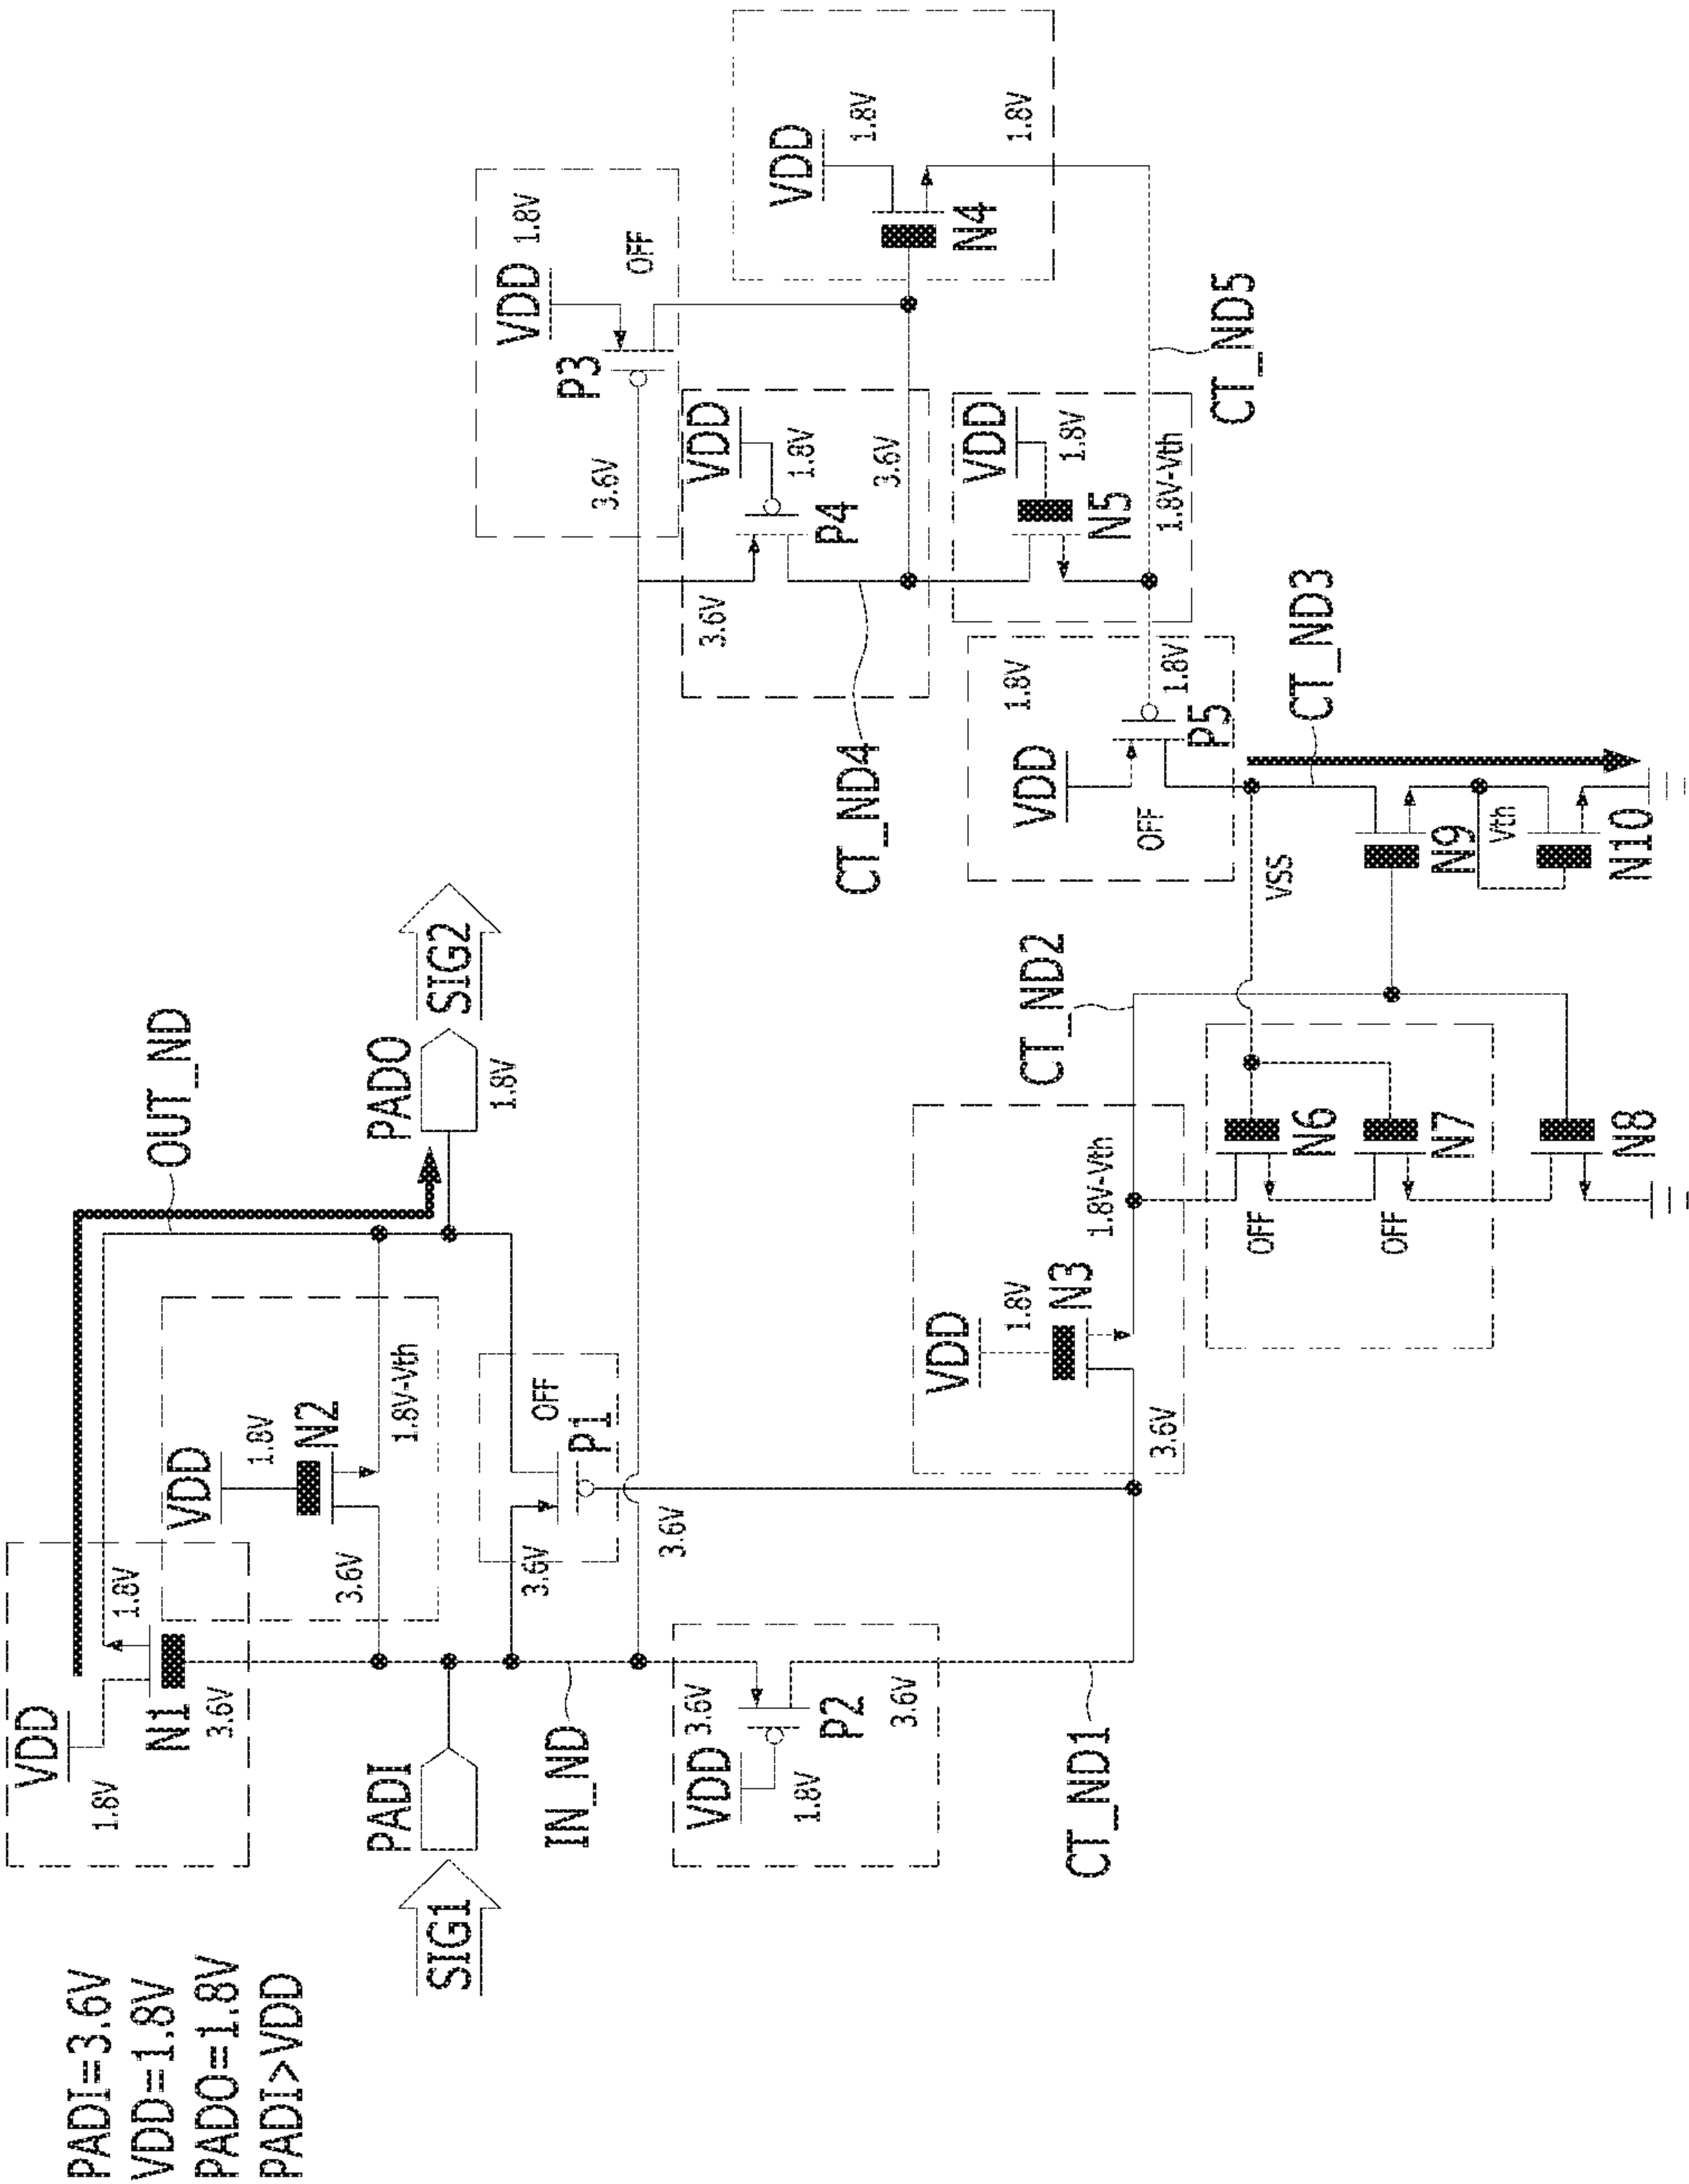 PADI=3.6V
VDD=1.8V
PADO=1.8V
PADI>VDD
VDD
1.8V
N1
1.8V
3.6V
VDD
1.8V
N2
3.6V
1.8V-Vth
OUT_ND
SIG1
PADI
PADO
SIG2
1.8V
3.6V
OFF
P1
3.6V
IN_ND
VDD
3.6V
1.8V
P2
3.6V
CT_ND1
VDD
1.8V
P3
OFF
3.6V
VDD
3.6V
1.8V
P4
3.6V
CT_ND4
VDD
1.8V
N4
1.8V
VDD
1.8V
N5
1.8V-Vth
CT_ND5
VDD
1.8V
N3
3.6V
1.8V-Vth
CT_ND2
VDD
1.8V
OFF
1.8V
P5
VSS
CT_ND3
OFF
N6
OFF
N7
N8
N9
Vth
N10